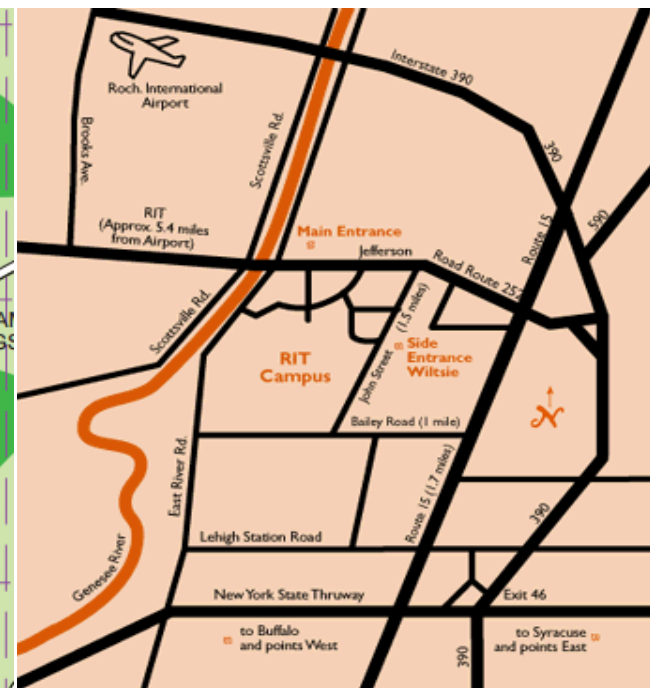 Interstate 390
Roch. International
Airport
Brooks Ave.
Scottsville Rd.
390
590
RIT
(Approx. 5.4 miles
from Airport)
Main Entrance
Jefferson
Road Route 252
Route 15
Scottsville Rd.
(1.5 miles)
John Street
Side
Entrance
Wiltsie
RIT
Campus
N
Bailey Road (1 mile)
East River Rd.
Route 15 (1.7 miles)
390
Lehigh Station Road
Genesee River
New York State Thruway
Exit 46
to Buffalo
and points West
390
to Syracuse
and points East